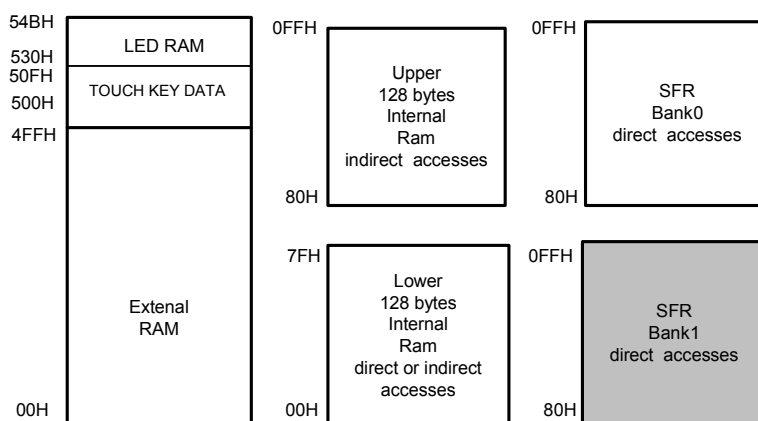 54BH
LED RAM
530H
50FH
TOUCH KEY DATA
500H
4FFH
Extenal
RAM
00H
0FFH
Upper
128 bytes
Internal
Ram
indirect accesses
80H
7FH
Lower
128 bytes
Internal
Ram
direct or indirect
accesses
00H
0FFH
SFR
Bank0
direct accesses
80H
0FFH
SFR
Bank1
direct accesses
80H